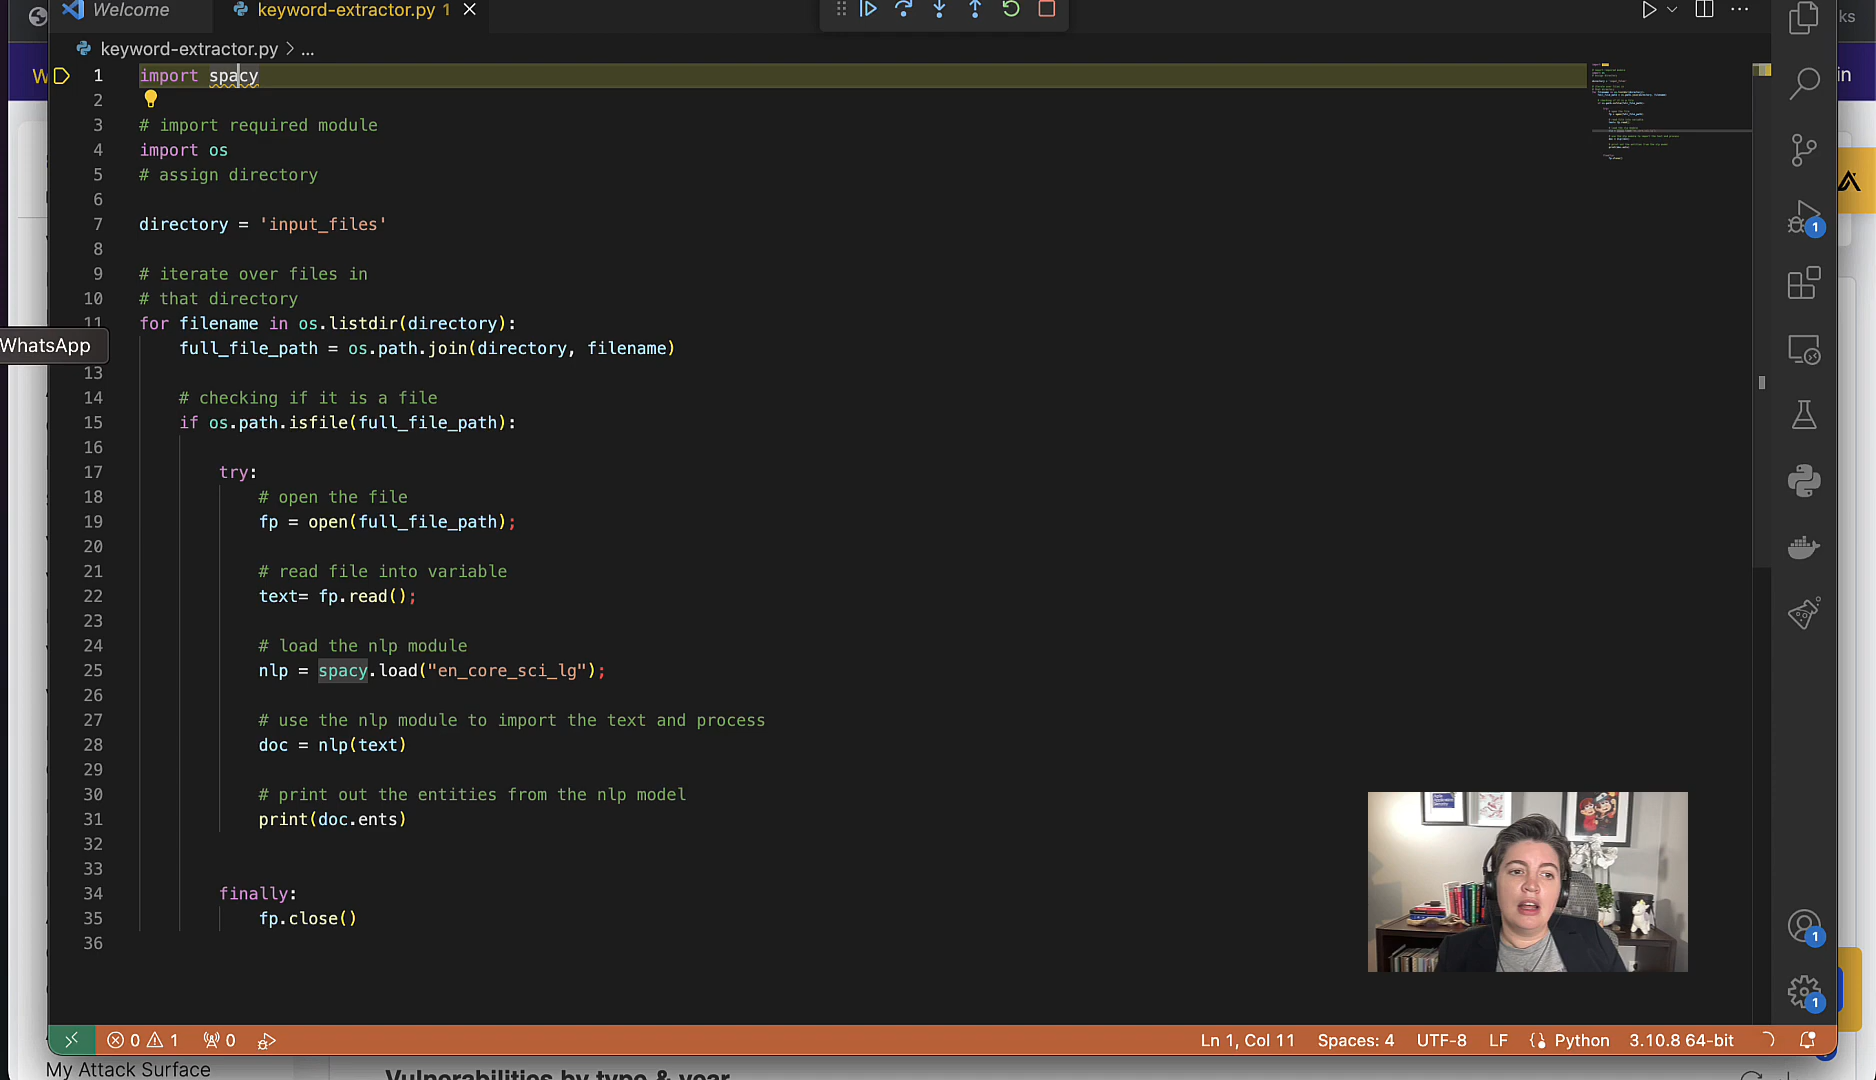 Welcome
keyword-extractor.py 1
keyword-extractor.py > ...
1 import spacy
2
3 # import required module
4 import os
5 # assign directory
6
7 directory = 'input_files'
8
9 # iterate over files in
10 # that directory
11 for filename in os.listdir(directory):
WhatsApp
full_file_path = os.path.join(directory, filename)
13
14 # checking if it is a file
15 if os.path.isfile(full_file_path):
16
17 try:
18 # open the file
19 fp = open(full_file_path);
20
21 # read file into variable
22 text= fp.read();
23
24 # load the nlp module
25 nlp = spacy.load("en_core_sci_lg");
26
27 # use the nlp module to import the text and process
28 doc = nlp(text)
29
30 # print out the entities from the nlp model
31 print(doc.ents)
32
33
34 finally:
35 fp.close()
36
1
1
1
0 1 0 Ln 1, Col 11 Spaces: 4 UTF-8 LF Python 3.10.8 64-bit
My Attack Surface
Vulnerabilities by type & year